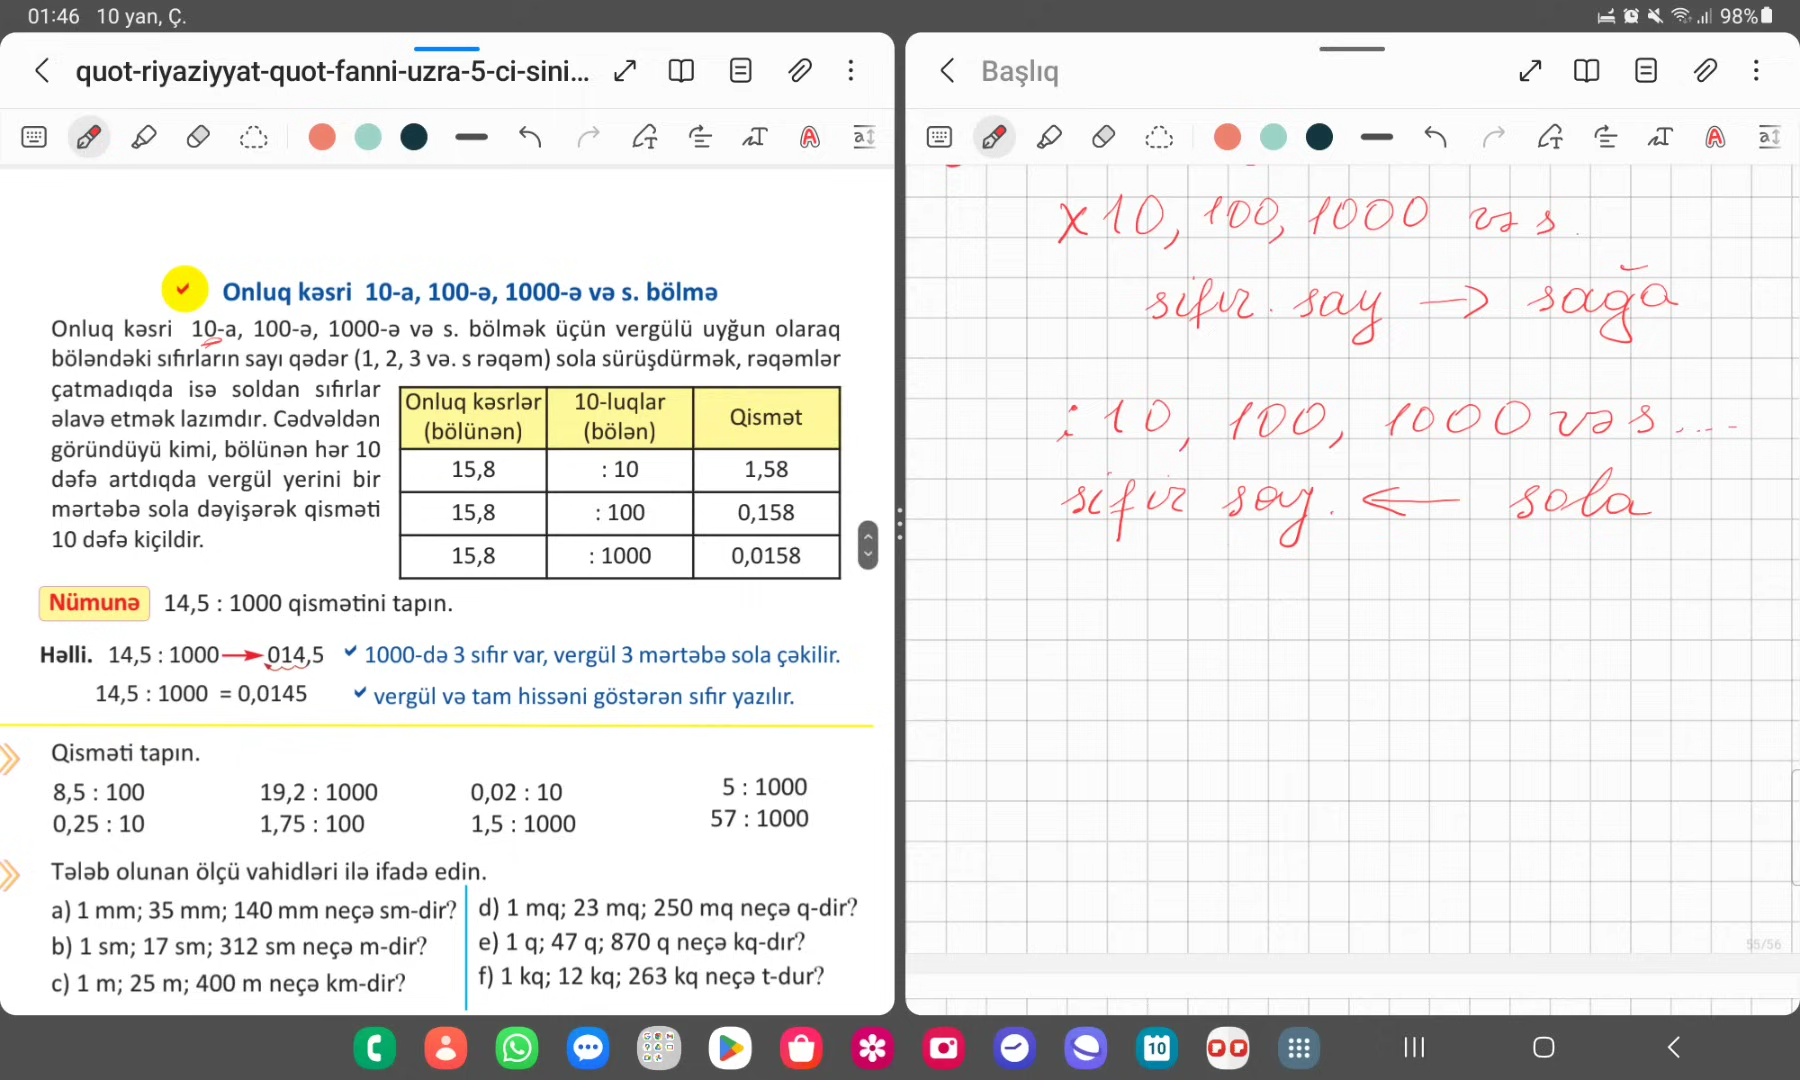 01:46 10 yan, Ç.
98%
quot-riyaziyyat-quot-fanni-uzra-5-ci-sini...
Onluq kəsri 10-a, 100-ə, 1000-ə və s. bölmə
Onluq kəsri 10-a, 100-ə, 1000-ə və s. bölmək üçün vergülü uyğun olaraq
böləndəki sıfırların sayı qədər (1, 2, 3 və. s rəqəm) sola sürüşdürmək, rəqəmlər
çatmadıqda isə soldan sıfırlar
əlavə etmək lazımdır. Cədvəldən
göründüyü kimi, bölünən hər 10
dəfə artdıqda vergül yerini bir
mərtəbə sola dəyişərək qisməti
10 dəfə kiçildir.
Onluq kəsrlər (bölünən) 10-luqlar (bölən) Qismət
15,8 : 10 1,58
15,8 : 100 0,158
15,8 : 1000 0,0158
Nümunə 14,5 : 1000 qismətini tapın.
Həlli. 14,5 : 1000 → 014,5 ✓ 1000-də 3 sıfır var, vergül 3 mərtəbə sola çəkilir.
14,5 : 1000 = 0,0145 ✓ vergül və tam hissəni göstərən sıfır yazılır.
Qisməti tapın.
8,5 : 100 19,2 : 1000 0,02 : 10 5 : 1000
0,25 : 10 1,75 : 100 1,5 : 1000 57 : 1000
Tələb olunan ölçü vahidləri ilə ifadə edin.
a) 1 mm; 35 mm; 140 mm neçə sm-dir?
b) 1 sm; 17 sm; 312 sm neçə m-dir?
c) 1 m; 25 m; 400 m neçə km-dir?
d) 1 mq; 23 mq; 250 mq neçə q-dir?
e) 1 q; 47 q; 870 q neçə kq-dır?
f) 1 kq; 12 kq; 263 kq neçə t-dur?
Başlıq
x 10, 100, 1000 və s.
sıfır. say → sağa
: 10, 100, 1000 və s....
sıfır say. ← sola
55/56
10